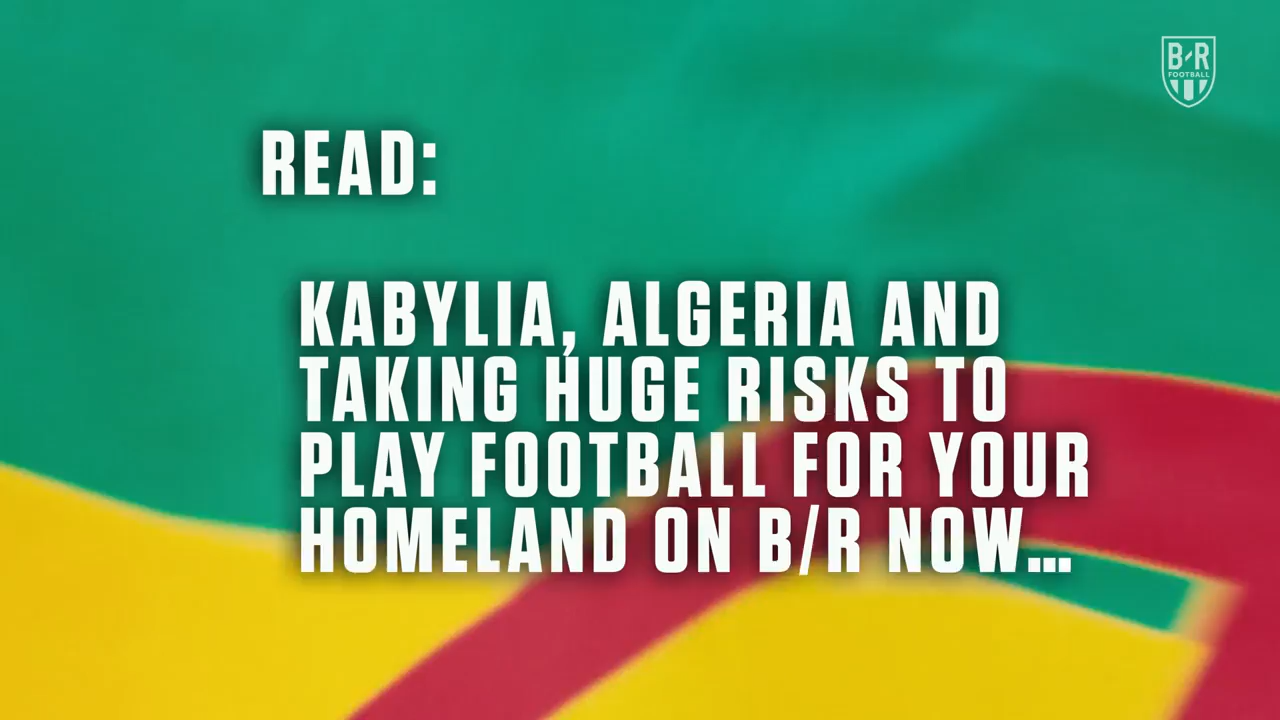 B/R
FOOTBALL
READ:
KABYLIA, ALGERIA AND
TAKING HUGE RISKS TO
PLAY FOOTBALL FOR YOUR
HOMELAND ON B/R NOW...